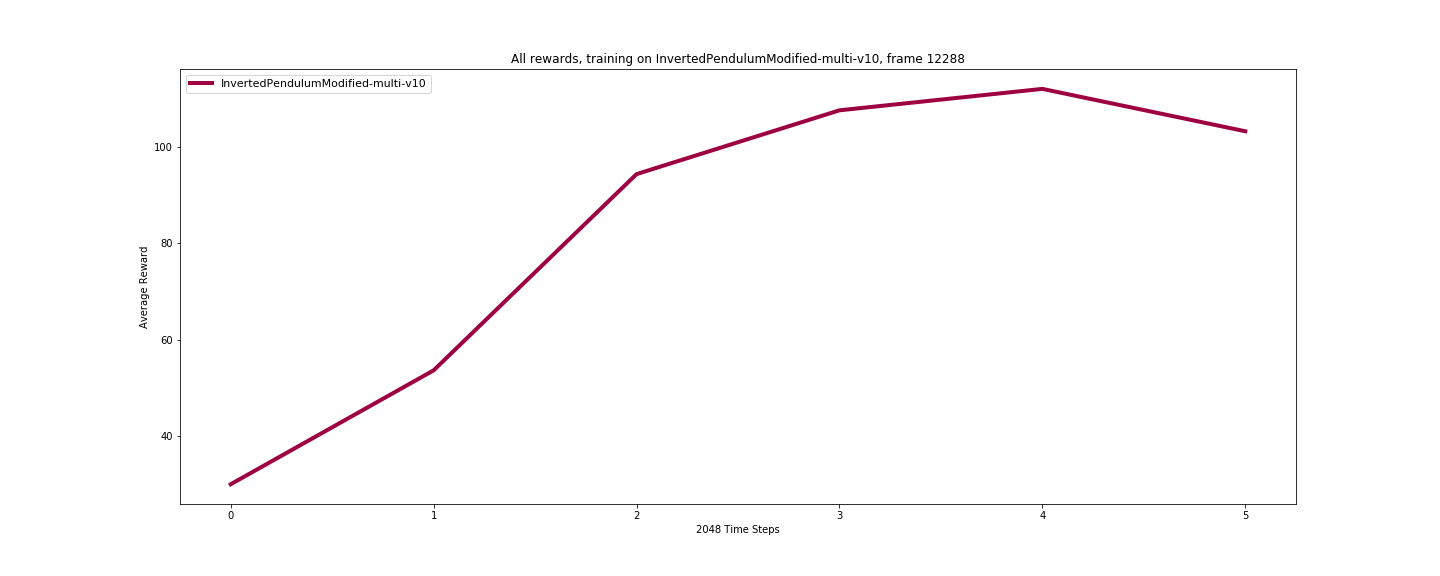 All rewards, training on InvertedPendulumModified-multi-v10, frame 12288
InvertedPendulumModified-multi-v10
100
80
60
40
Average Reward
0 1 2 3 4 5
2048 Time Steps